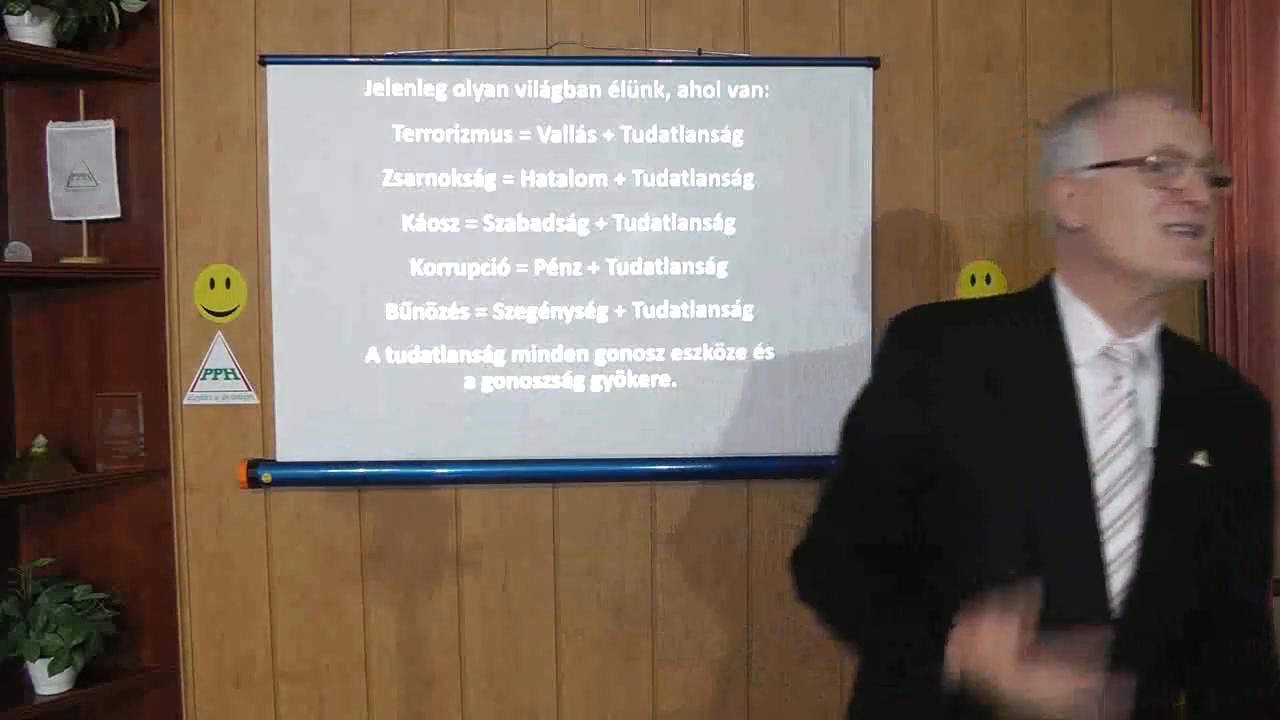 Jelenleg olyan világban élünk, ahol van:
Terrorizmus = Vallás + Tudatlanság
Zsarnokság = Hatalom + Tudatlanság
Káosz = Szabadság + Tudatlanság
Korrupció = Pénz + Tudatlanság
Bűnözés = Szegénység + Tudatlanság
A tudatlanság minden gonosz eszköze és
a gonoszság gyökere.
PPH